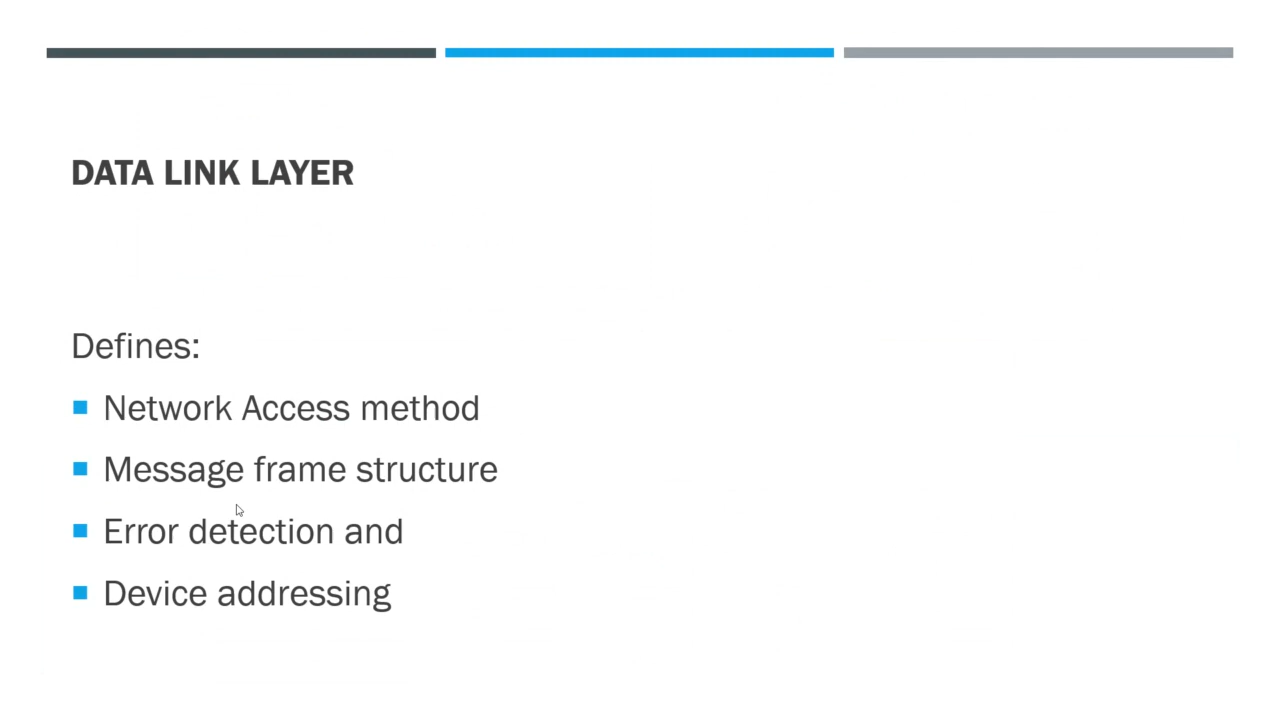 DATA LINK LAYER
Defines:
Network Access method
Message frame structure
Error detection and
Device addressing